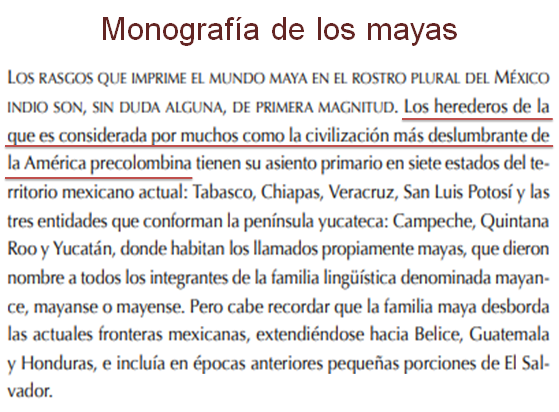 Monografía de los mayas
LOS RASGOS QUE IMPRIME EL MUNDO MAYA EN EL ROSTRO PLURAL DEL MÉXICO
INDIO SON, SIN DUDA ALGUNA, DE PRIMERA MAGNITUD. Los herederos de la
que es considerada por muchos como la civilización más deslumbrante de
la América precolombina tienen su asiento primario en siete estados del te-
rritorio mexicano actual: Tabasco, Chiapas, Veracruz, San Luis Potosí y las
tres entidades que conforman la península yucateca: Campeche, Quintana
Roo y Yucatán, donde habitan los llamados propiamente mayas, que dieron
nombre a todos los integrantes de la familia lingüística denominada mayan-
ce, mayanse o mayense. Pero cabe recordar que la familia maya desborda
las actuales fronteras mexicanas, extendiéndose hacia Belice, Guatemala
y Honduras, e incluía en épocas anteriores pequeñas porciones de El Sal-
vador.